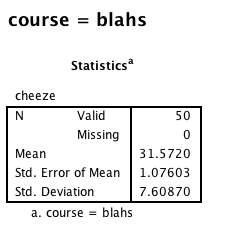 course = blahs
Statisticsa
cheeze
N Valid 50
Missing 0
Mean 31.5720
Std. Error of Mean 1.07603
Std. Deviation 7.60870
a. course = blahs